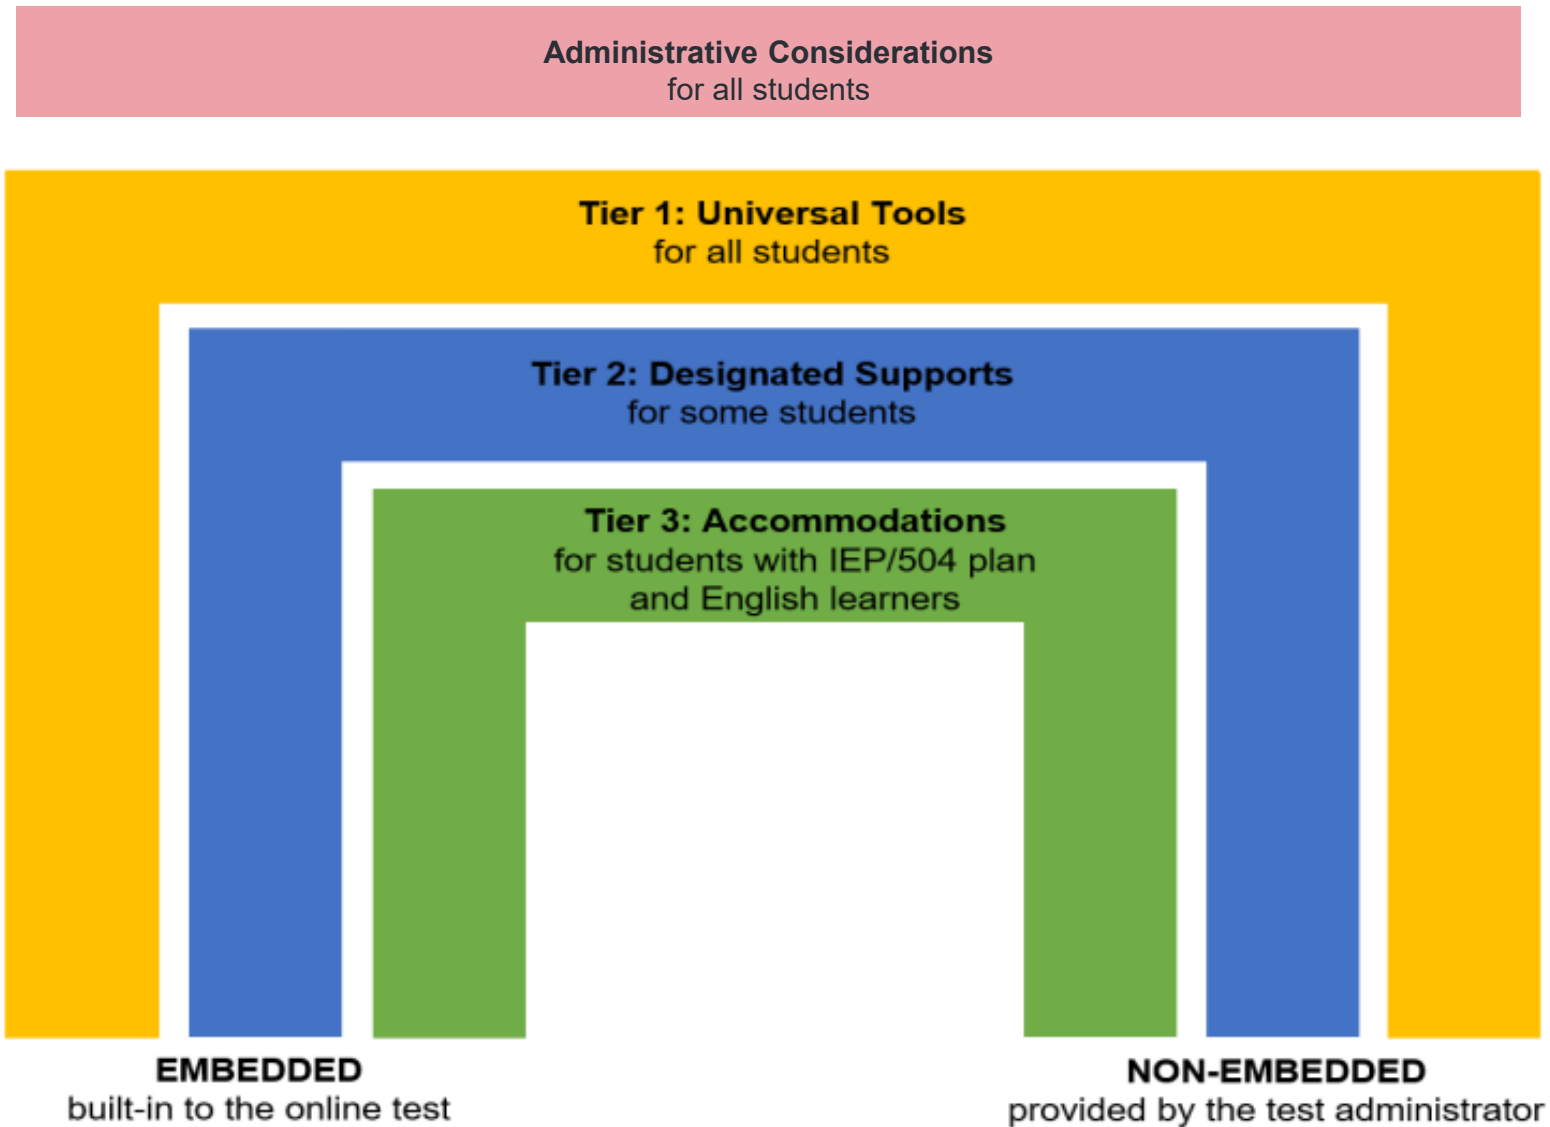 Administrative Considerations
for all students
Tier 1: Universal Tools
for all students
Tier 2: Designated Supports
for some students
Tier 3: Accommodations
for students with IEP/504 plan
and English learners
EMBEDDED
built-in to the online test
NON-EMBEDDED
provided by the test administrator